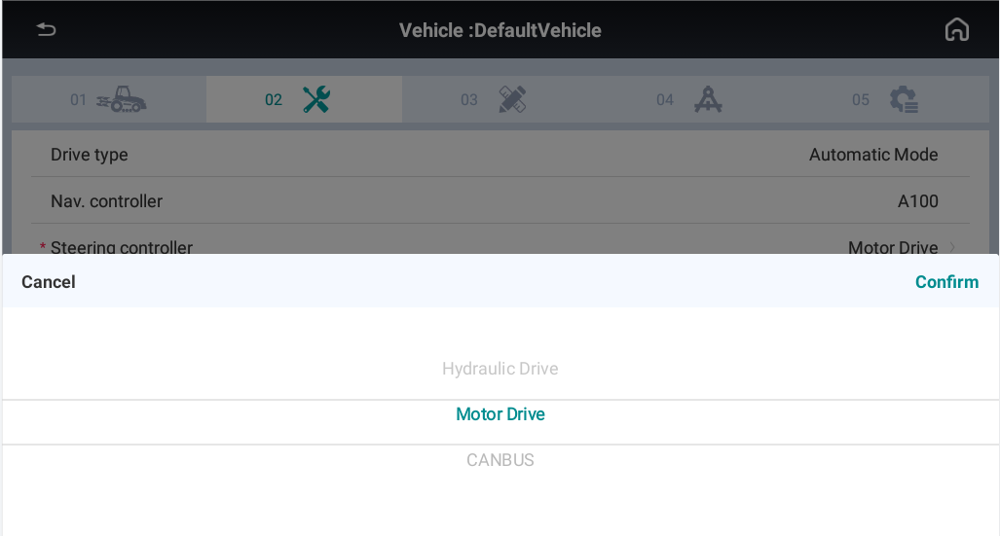 Vehicle :DefaultVehicle
01 02 03 04 05
Drive type Automatic Mode
Nav. controller A100
* Steering controller Motor Drive
Cancel Confirm
Hydraulic Drive
Motor Drive
CANBUS